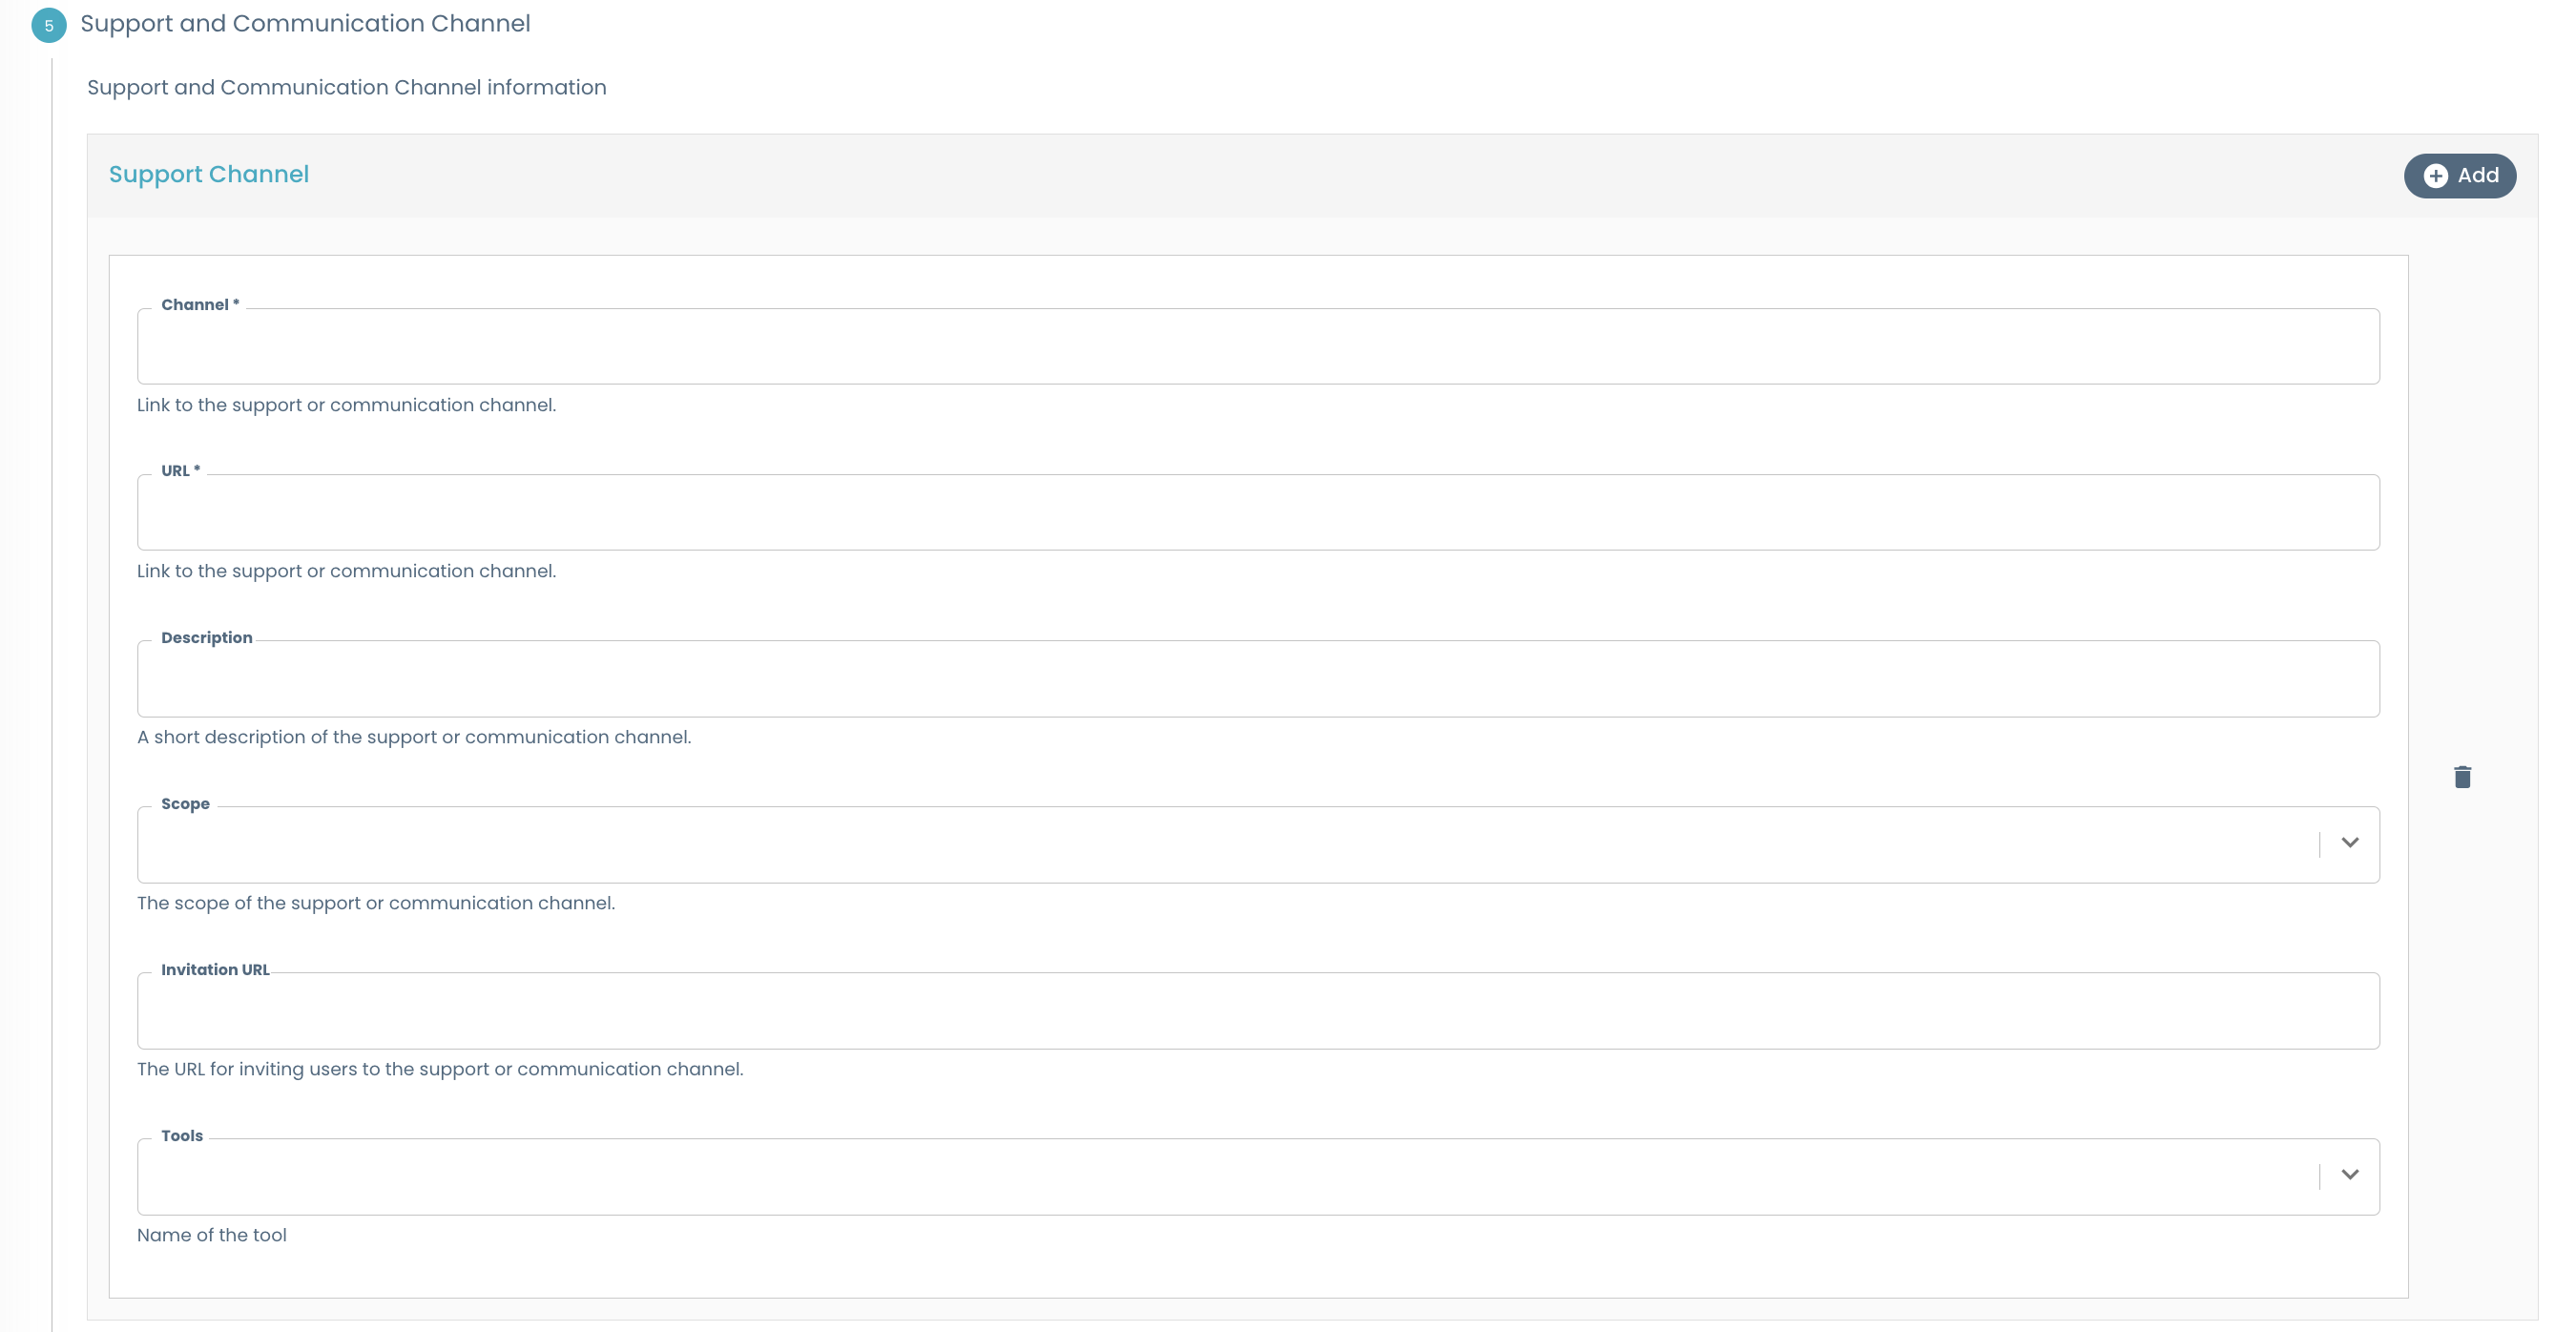 5 Support and Communication Channel
Support and Communication Channel information
Support Channel
Add
Channel *
Link to the support or communication channel.
URL *
Link to the support or communication channel.
Description
A short description of the support or communication channel.
Scope
The scope of the support or communication channel.
Invitation URL
The URL for inviting users to the support or communication channel.
Tools
Name of the tool